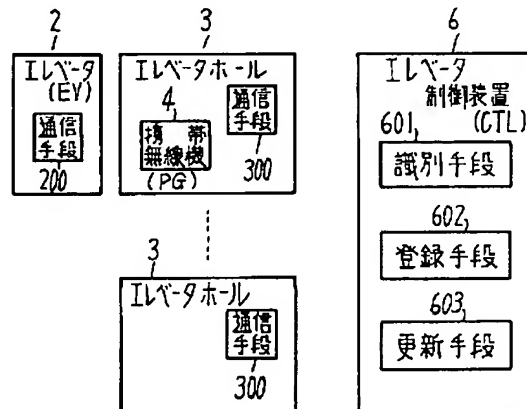 2
エレベータ
(EY)
通信
手段
200
3
エレベータホール
4
携帯
無線機
(PG)
通信
手段
300
3
エレベータホール
通信
手段
300
6
エレベータ
制御装置
(CTL)
601
識別手段
602
登録手段
603
更新手段